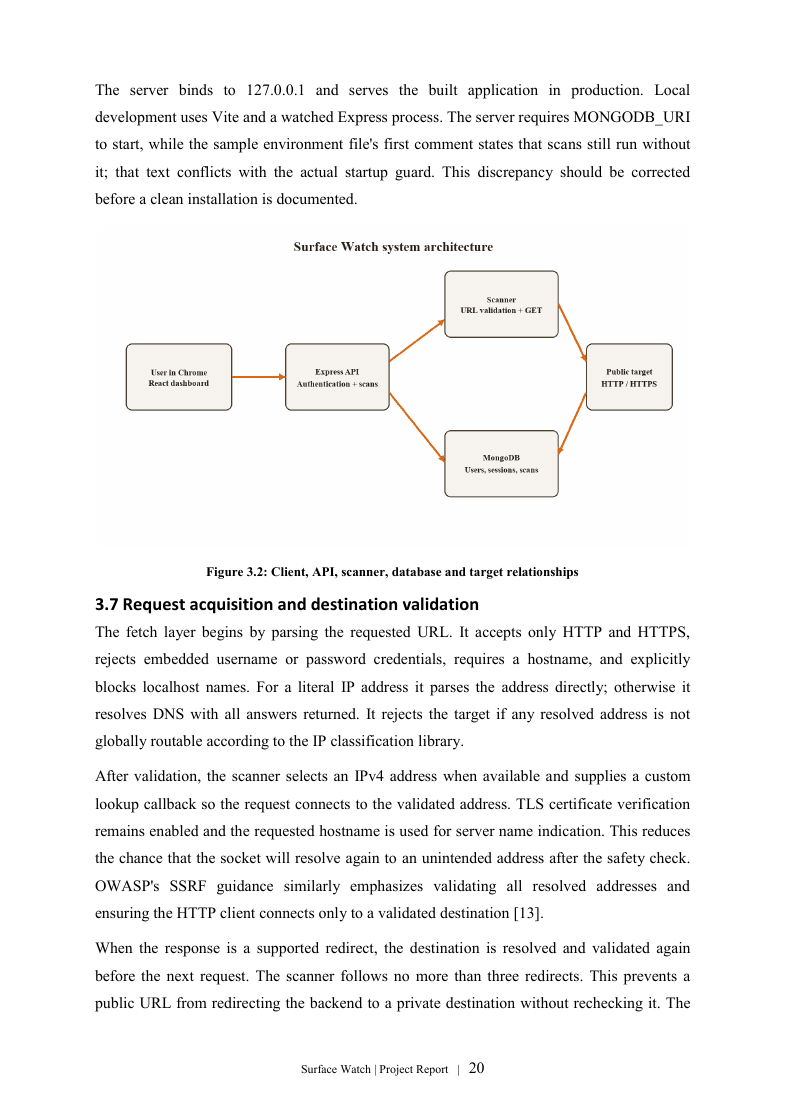 The server binds to 127.0.0.1 and serves the built application in production. Local
development uses Vite and a watched Express process. The server requires MONGODB_URI
to start, while the sample environment file's first comment states that scans still run without
it; that text conflicts with the actual startup guard. This discrepancy should be corrected
before a clean installation is documented.
Surface Watch system architecture
Scanner
URL validation + GET
User in Chrome
React dashboard
Express API
Authentication + scans
Public target
HTTP / HTTPS
MongoDB
Users, sessions, scans
Figure 3.2: Client, API, scanner, database and target relationships
3.7 Request acquisition and destination validation
The fetch layer begins by parsing the requested URL. It accepts only HTTP and HTTPS,
rejects embedded username or password credentials, requires a hostname, and explicitly
blocks localhost names. For a literal IP address it parses the address directly; otherwise it
resolves DNS with all answers returned. It rejects the target if any resolved address is not
globally routable according to the IP classification library.
After validation, the scanner selects an IPv4 address when available and supplies a custom
lookup callback so the request connects to the validated address. TLS certificate verification
remains enabled and the requested hostname is used for server name indication. This reduces
the chance that the socket will resolve again to an unintended address after the safety check.
OWASP's SSRF guidance similarly emphasizes validating all resolved addresses and
ensuring the HTTP client connects only to a validated destination [13].
When the response is a supported redirect, the destination is resolved and validated again
before the next request. The scanner follows no more than three redirects. This prevents a
public URL from redirecting the backend to a private destination without rechecking it. The
Surface Watch | Project Report | 20